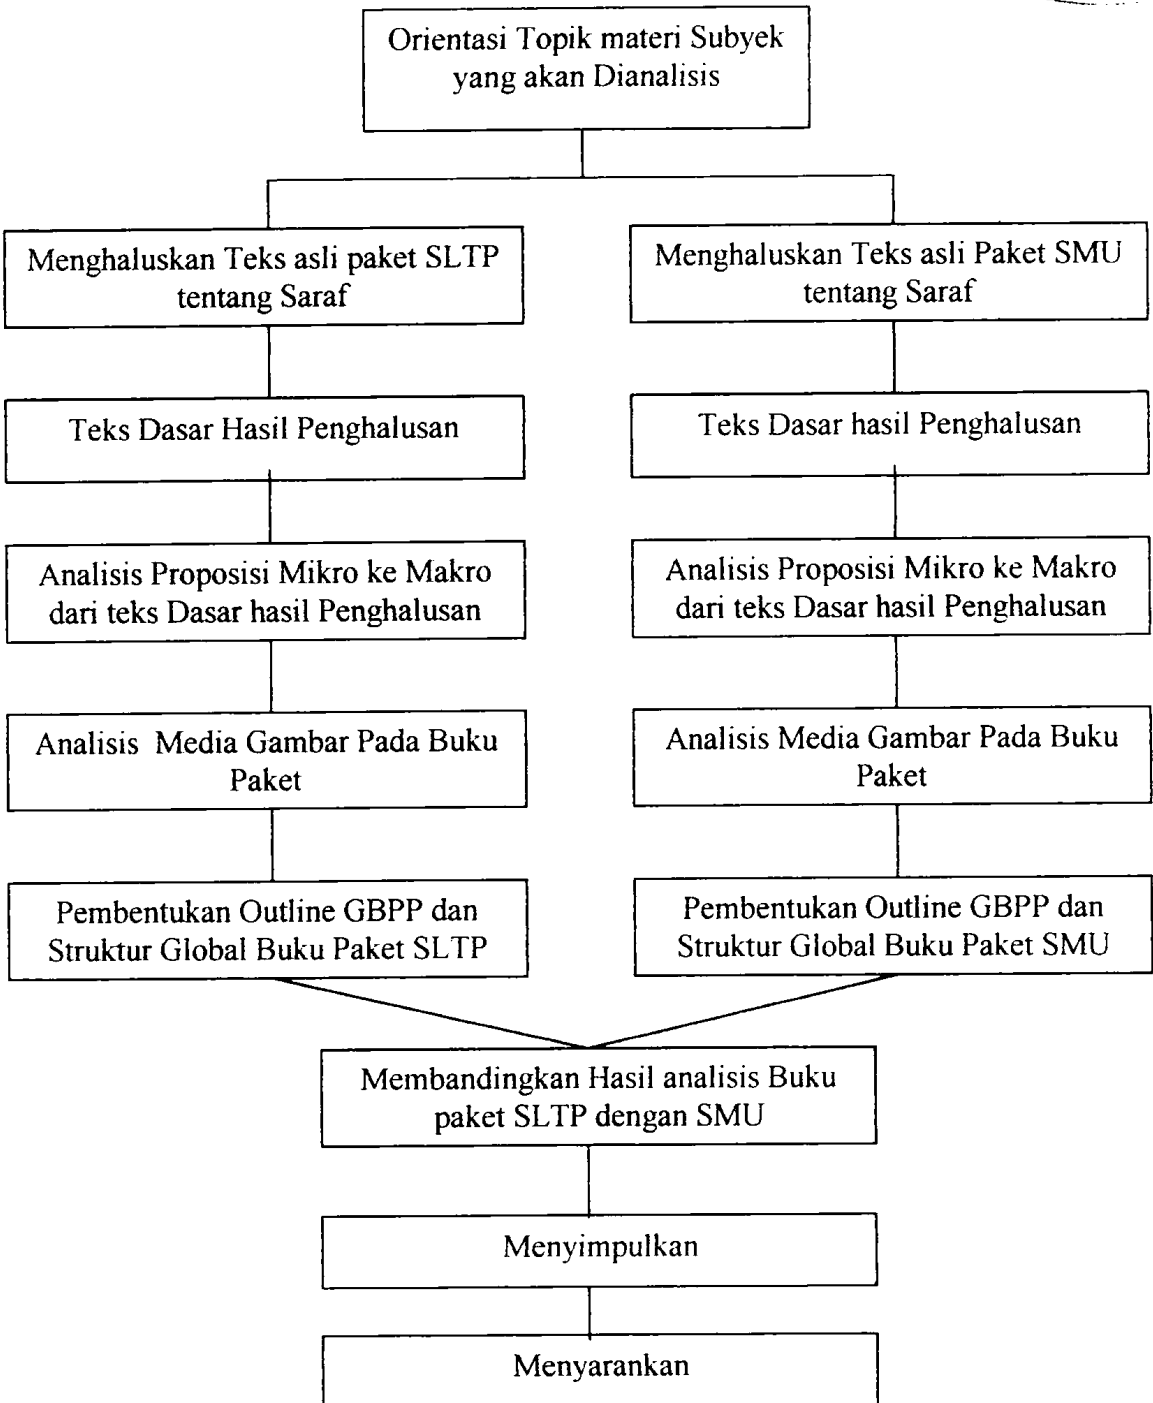 Orientasi Topik materi Subyek
yang akan Dianalisis
Menghaluskan Teks asli paket SLTP
tentang Saraf
Menghaluskan Teks asli Paket SMU
tentang Saraf
Teks Dasar Hasil Penghalusan
Teks Dasar hasil Penghalusan
Analisis Proposisi Mikro ke Makro
dari teks Dasar hasil Penghalusan
Analisis Proposisi Mikro ke Makro
dari teks Dasar hasil Penghalusan
Analisis Media Gambar Pada Buku
Paket
Analisis Media Gambar Pada Buku
Paket
Pembentukan Outline GBPP dan
Struktur Global Buku Paket SLTP
Pembentukan Outline GBPP dan
Struktur Global Buku Paket SMU
Membandingkan Hasil analisis Buku
paket SLTP dengan SMU
Menyimpulkan
Menyarankan